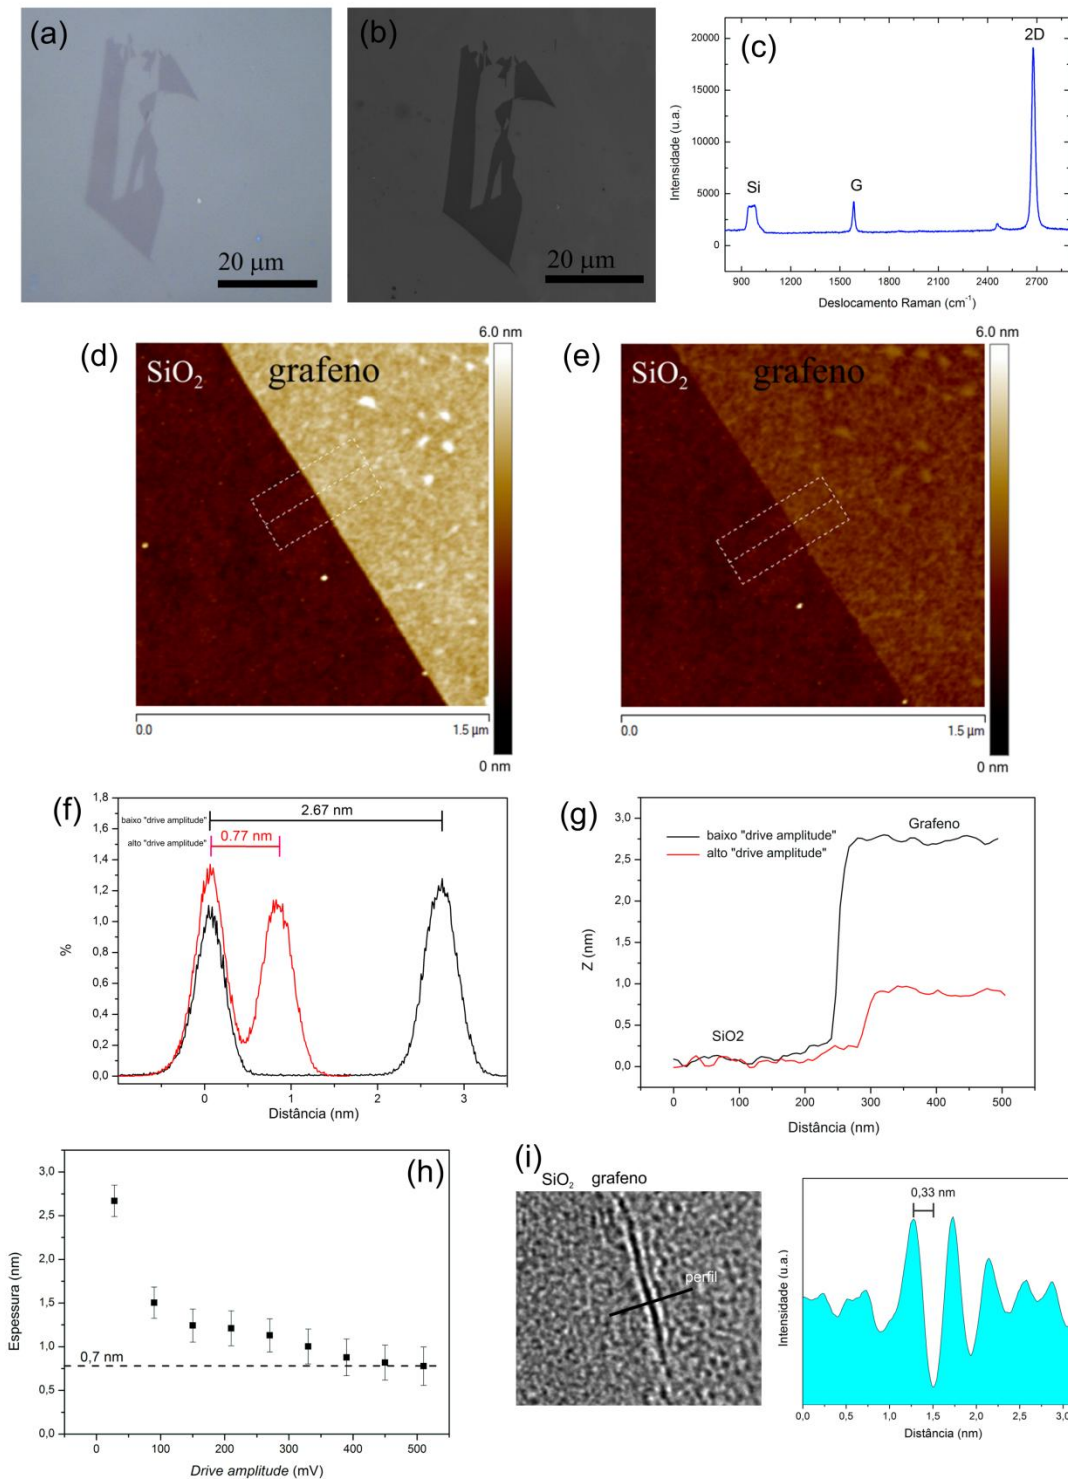 (a)
20 μm
(b)
20 μm
(c)
Intensidade (u.a.)
20000
15000
10000
5000
0
Si
G
2D
900 1200 1500 1800 2100 2400 2700
Deslocamento Raman (cm⁻¹)
(d)
SiO₂ grafeno
6.0 nm
0 nm
0.0 1.5 µm
(e)
SiO₂ grafeno
6.0 nm
0 nm
0.0 1.5 µm
(f)
1,8
1,6
1,4
1,2
1,0
0,8
0,6
0,4
0,2
0,0
%
baixo "drive amplitude"
2.67 nm
alto "drive amplitude"
0.77 nm
0 1 2 3
Distância (nm)
(g)
3,0
2,5
2,0
1,5
1,0
0,5
0,0
Z (nm)
baixo "drive amplitude"
alto "drive amplitude"
Grafeno
SiO2
0 100 200 300 400 500
Distância (nm)
(h)
3,0
2,5
2,0
1,5
1,0
0,5
0,0
Espessura (nm)
0,7 nm
0 100 200 300 400 500
Drive amplitude (mV)
(i)
SiO₂ grafeno
perfil
0,33 nm
Intensidade (u.a.)
0,0 0,5 1,0 1,5 2,0 2,5 3,0
Distância (nm)